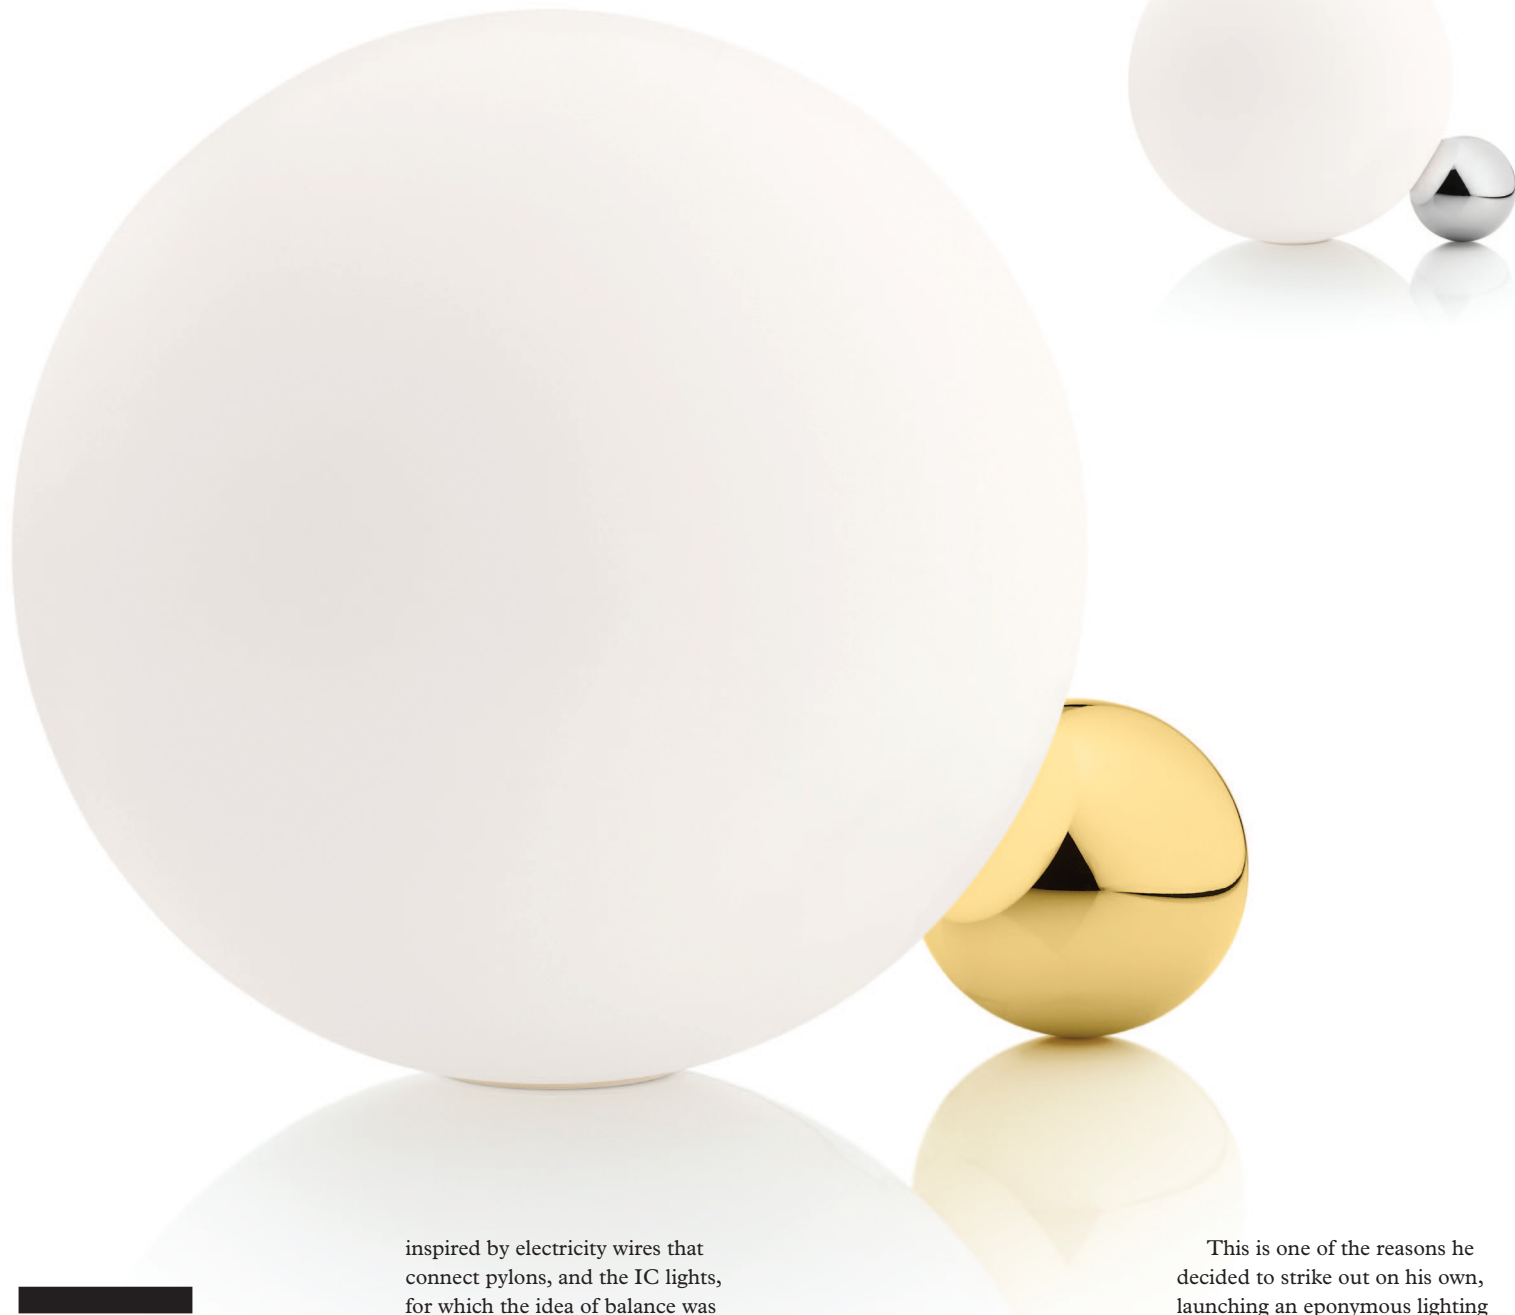 inspired by electricity wires that
connect pylons, and the IC lights,
for which the idea of balance was
This is one of the reasons he
decided to strike out on his own,
launching an eponymous lighting